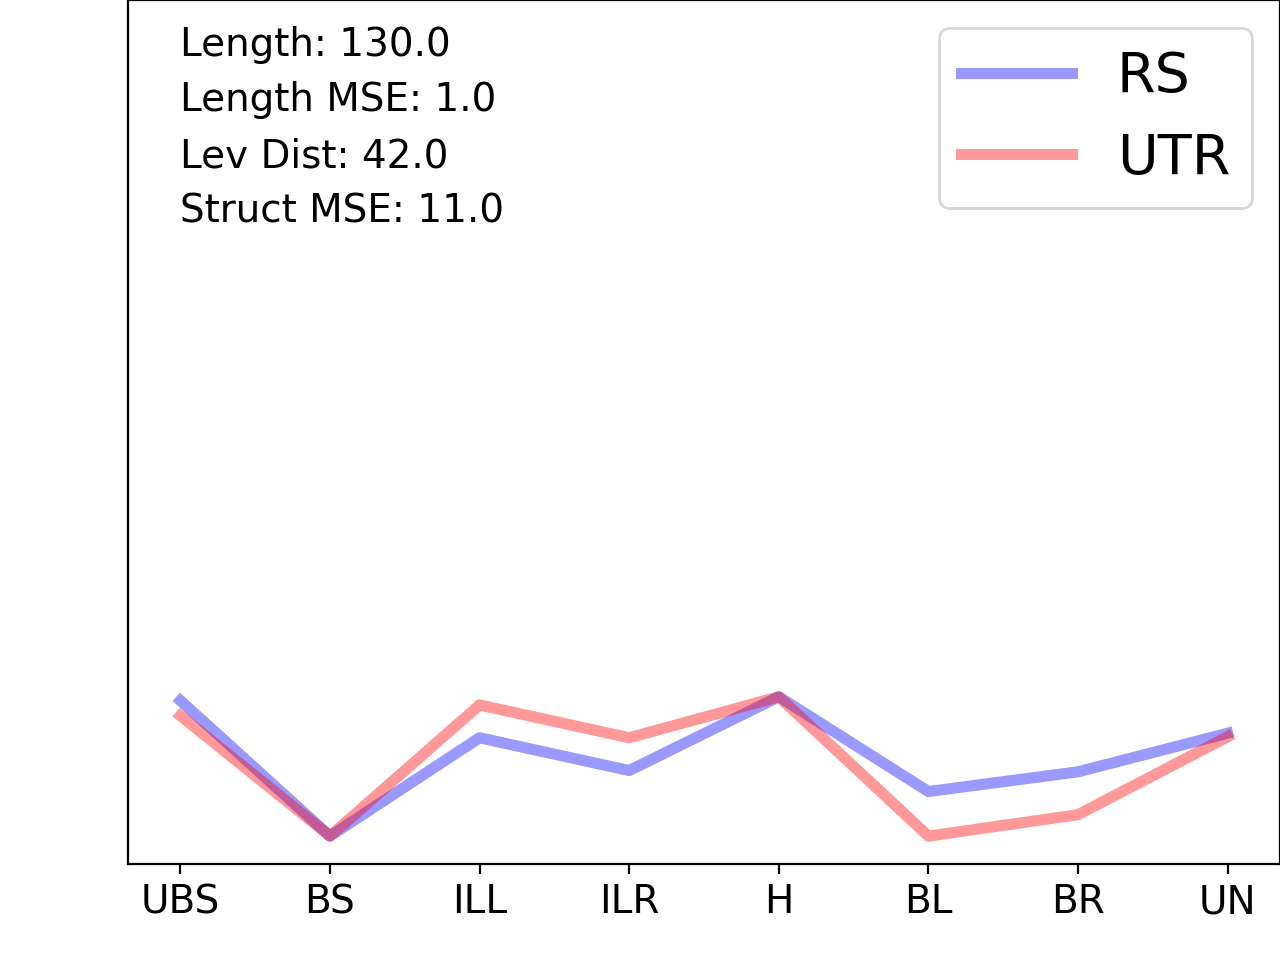 Length: 130.0
Length MSE: 1.0
Lev Dist: 42.0
Struct MSE: 11.0
RS
UTR
UBS BS ILL ILR H BL BR UN